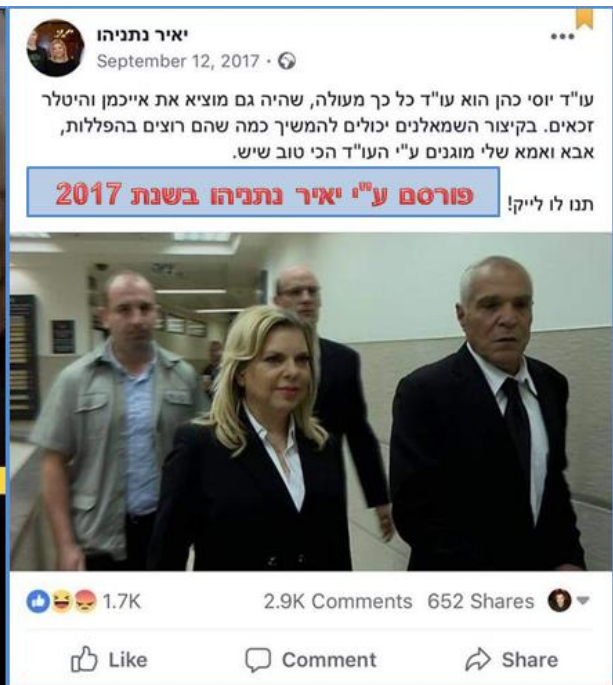 יאיר נתניהו
September 12, 2017 ·
עו"ד יוסי כהן הוא עו"ד כל כך מעולה, שהיה גם מוציא את אייכמן והיטלר
זכאים. בקיצור השמאלנים יכולים להמשיך כמה שהם רוצים בהפללות,
אבא ואמא שלי מוגנים ע"י העו"ד הכי טוב שיש.
תנו לו לייק!
פורסם ע"י יאיר נתניהו בשנת 2017
1.7K 2.9K Comments 652 Shares
Like Comment Share